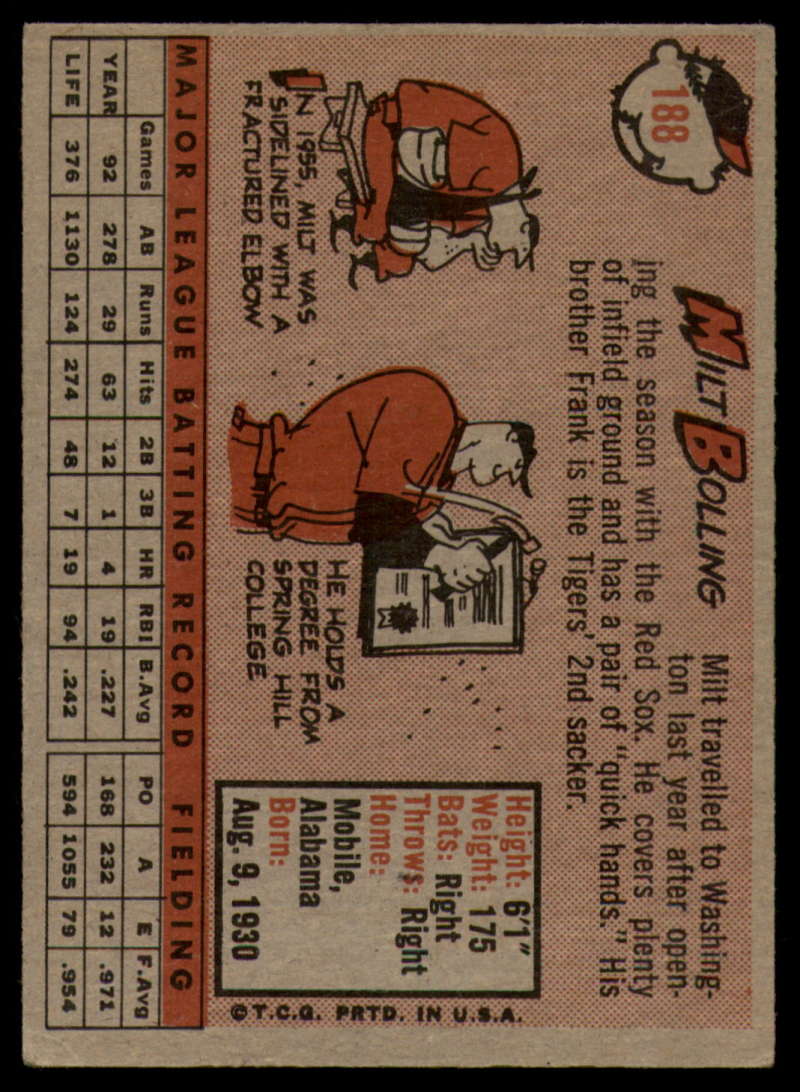 188
MILT BOLLING
Milt travelled to Washing-
ton last year after open-
ing the season with the Red Sox. He covers plenty
of infield ground and has a pair of "quick hands." His
brother Frank is the Tigers' 2nd sacker.
IN 1955, MILT WAS
SIDELINED WITH A
FRACTURED ELBOW
HE HOLDS A
DEGREE FROM
SPRING HILL
COLLEGE
Height: 6'1"
Weight: 175
Bats: Right
Throws: Right
Home:
Mobile,
Alabama
Born:
Aug. 9, 1930
©T.C.G. PRTD. IN U.S.A.
MAJOR LEAGUE BATTING RECORD FIELDING
Games AB Runs Hits 2B 3B HR RBI B.Avg PO A E F.Avg
YEAR 92 278 29 63 12 1 4 19 .227 168 232 12 .971
LIFE 376 1130 124 274 48 7 19 94 .242 594 1055 79 .954